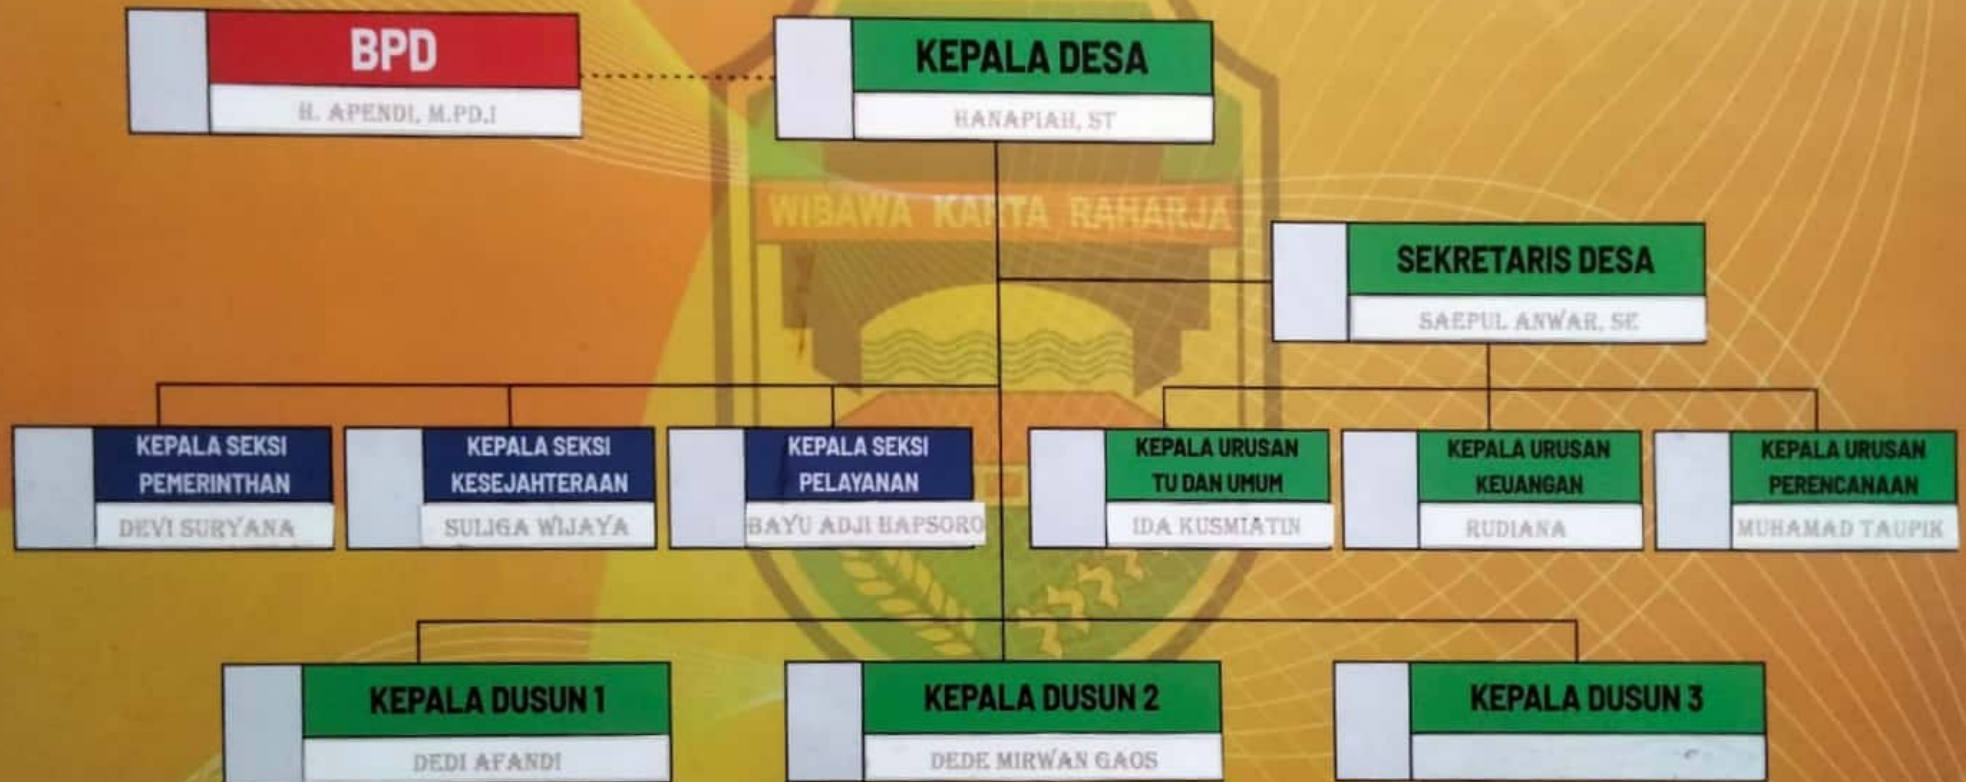 BPD
H. APENDI, M.PD.I
KEPALA DESA
HANAPIAH, ST
WIBAWA KARTA RAHARJA
SEKRETARIS DESA
SAEPUL ANWAR, SE
KEPALA SEKSI
PEMERINTHAN
DEVI SURYANA
KEPALA SEKSI
KESEJAHTERAAN
SULIGA WIJAYA
KEPALA SEKSI
PELAYANAN
BAYU ADJI HAPSORO
KEPALA URUSAN
TU DAN UMUM
IDA KUSMIATIN
KEPALA URUSAN
KEUANGAN
RUDIANA
KEPALA URUSAN
PERENCANAAN
MUHAMAD TAUPIK
KEPALA DUSUN 1
DEDI AFANDI
KEPALA DUSUN 2
DEDE MIRWAN GAOS
KEPALA DUSUN 3